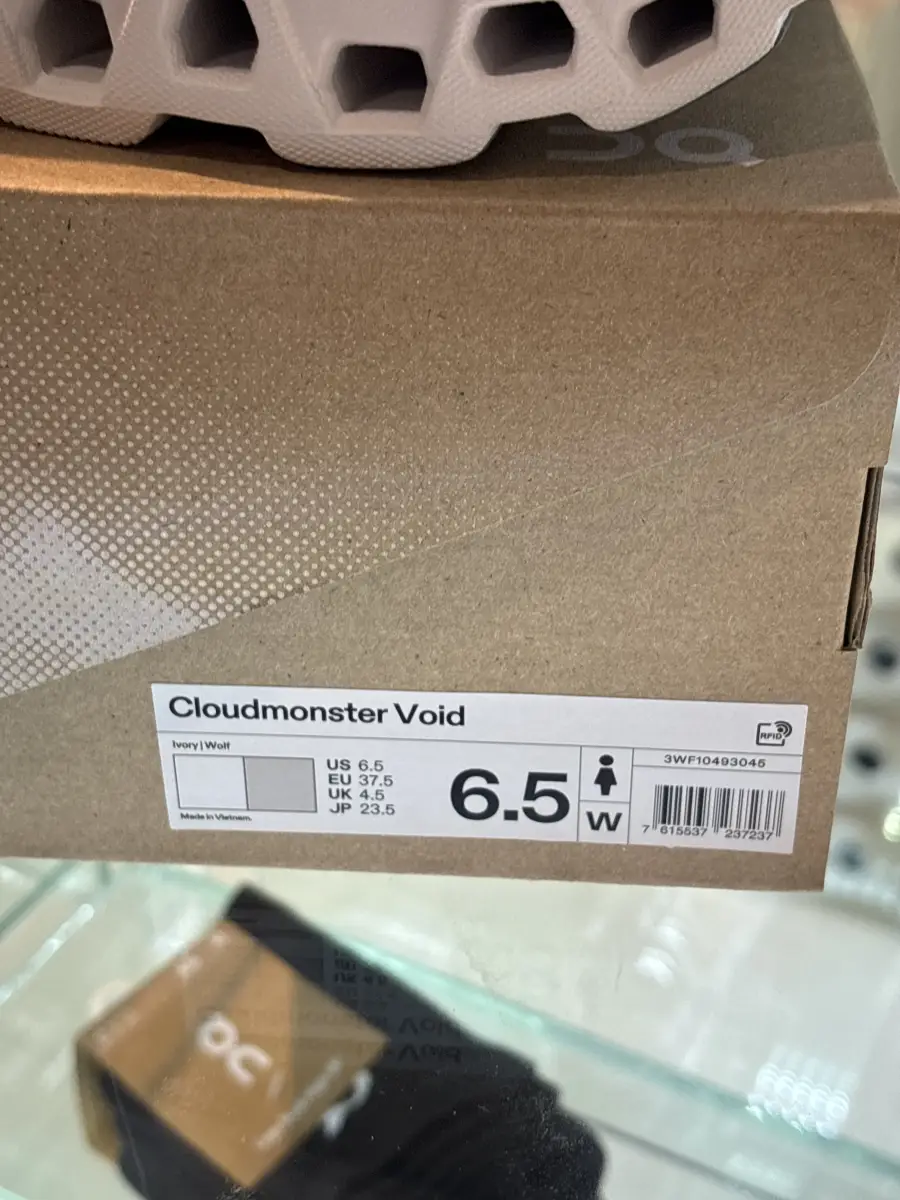 Cloudmonster Void
RFID
Ivory | Wolf
US 6.5
EU 37.5
UK 4.5
JP 23.5
Made in Vietnam.
6.5
W
3WF10493045
7 615537 237237